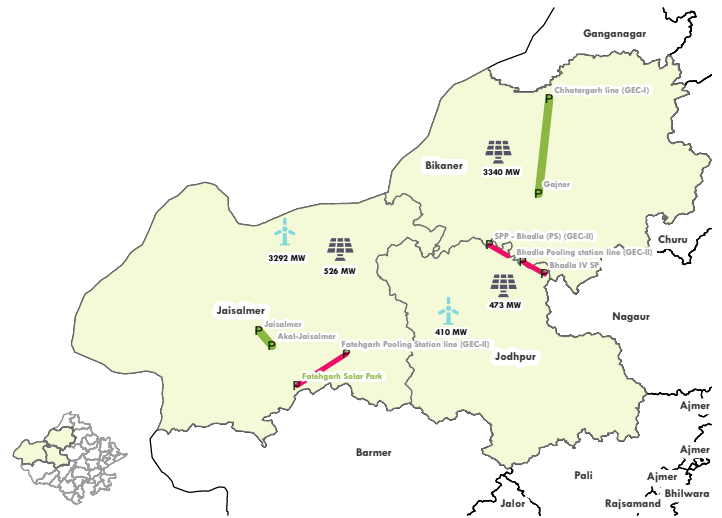 Ganganagar
Chhatargarh line (GEC-I)
P
Bikaner
3340 MW
Gajner
P
SPP - Bhadla (PS) (GEC-II)
P
Churu
Bhadla Pooling station line (GEC-II)
P
Bhadla IV SP
P
3292 MW
526 MW
473 MW
Jaisalmer
Nagaur
Jaisalmer
P
410 MW
Akal-Jaisalmer
P
Fatehgarh Pooling Station line (GEC-II)
P
Jodhpur
Fatehgarh Solar Park
P
Ajmer
Barmer
Ajmer
Pali
Ajmer
Bhilwara
Jalor
Rajsamand